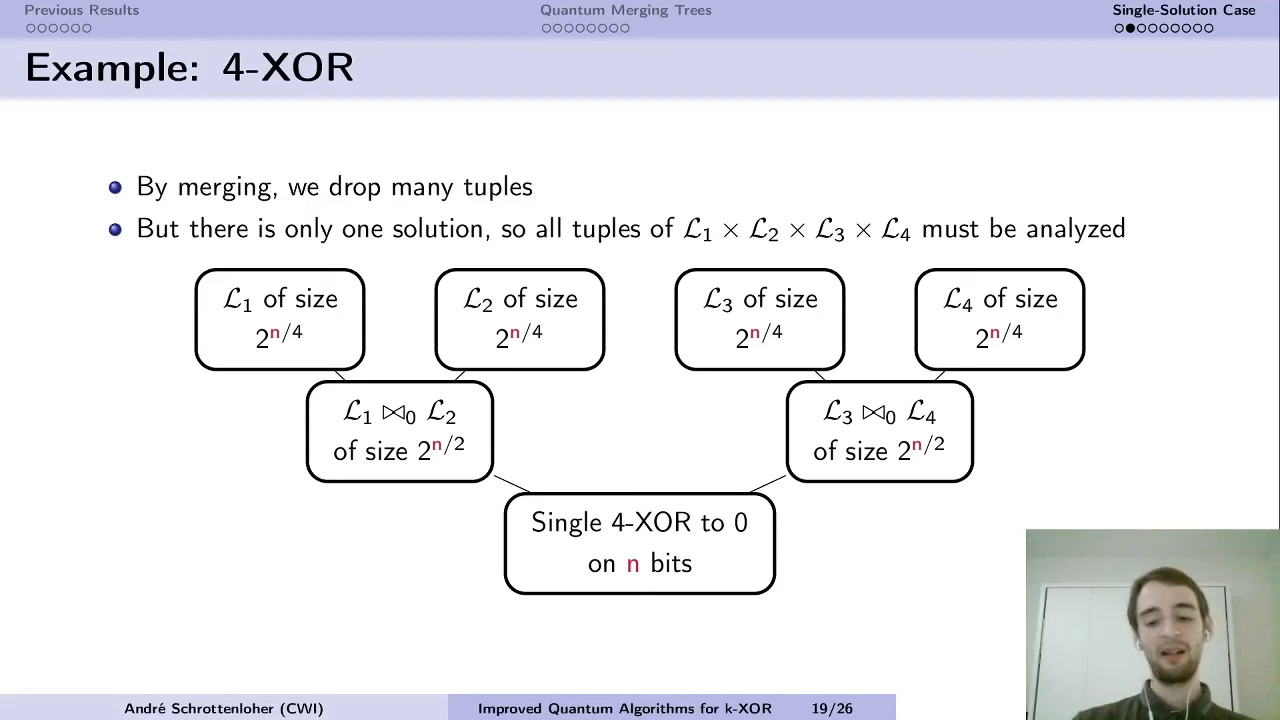 Previous Results
Quantum Merging Trees
Single-Solution Case
Example: 4-XOR
By merging, we drop many tuples
But there is only one solution, so all tuples of ℒ₁ × ℒ₂ × ℒ₃ × ℒ₄ must be analyzed
ℒ₁ of size
2^{n/4}
ℒ₂ of size
2^{n/4}
ℒ₃ of size
2^{n/4}
ℒ₄ of size
2^{n/4}
ℒ₁ ⋈₀ ℒ₂
of size 2^{n/2}
ℒ₃ ⋈₀ ℒ₄
of size 2^{n/2}
Single 4-XOR to 0
on n bits
André Schrottenloher (CWI)
Improved Quantum Algorithms for k-XOR
19/26